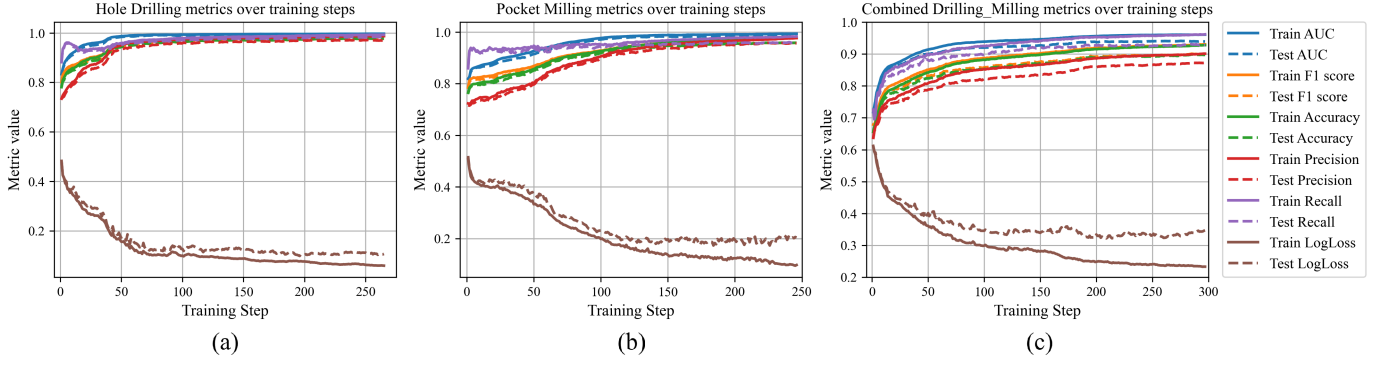 Hole Drilling metrics over training steps
Metric value
1.0
0.8
0.6
0.4
0.2
0 50 100 150 200 250
Training Step
(a)
Pocket Milling metrics over training steps
Metric value
1.0
0.8
0.6
0.4
0.2
0 50 100 150 200 250
Training Step
(b)
Combined Drilling_Milling metrics over training steps
Metric value
1.0
0.9
0.8
0.7
0.6
0.5
0.4
0.3
0.2
0 50 100 150 200 250 300
Training Step
(c)
Train AUC
Test AUC
Train F1 score
Test F1 score
Train Accuracy
Test Accuracy
Train Precision
Test Precision
Train Recall
Test Recall
Train LogLoss
Test LogLoss